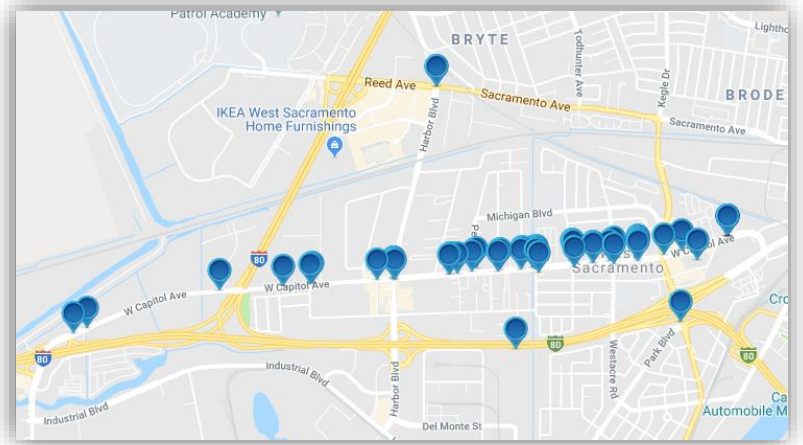 Patrol Academy
BRYTE
Todhunter Ave
Kegle Dr
Reed Ave
Sacramento Ave
BRODE
IKEA West Sacramento
Home Furnishings
Harbor Blvd
Sacramento Ave
Michigan Blvd
80
W Capitol Ave
Sacramento
W Capitol Ave
W Capitol Ave
80
80
80
Industrial Blvd
Harbor Blvd
Westacre Rd
Park Blvd
Industrial Blvd
Del Monte St
Automobile M